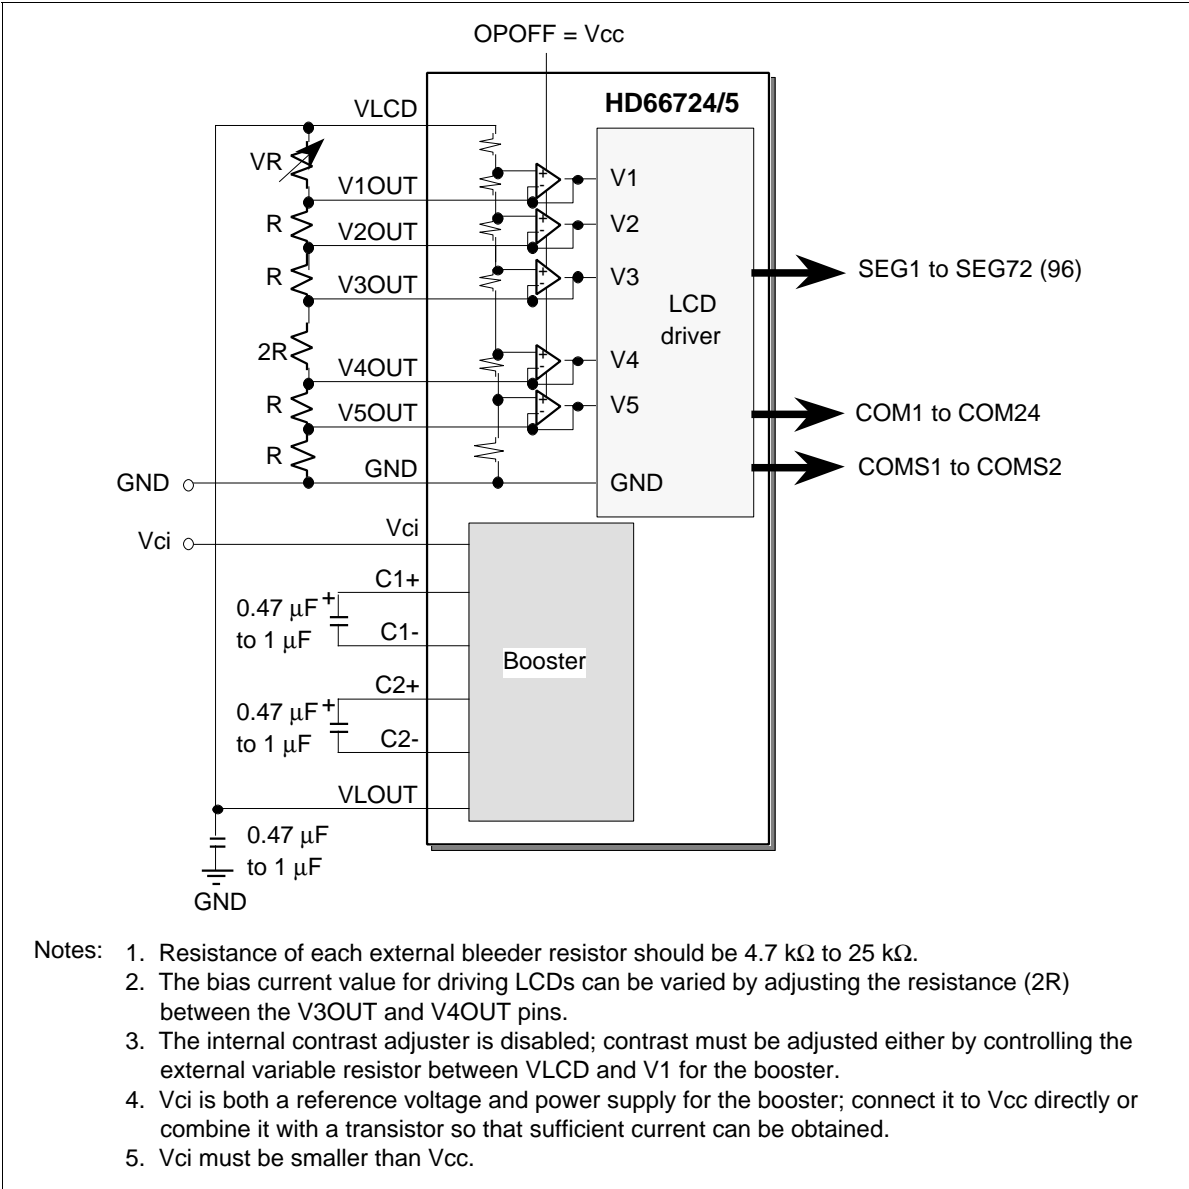 OPOFF = Vcc
HD66724/5
VLCD
VR
V1OUT
V1
R
V2OUT
V2
R
V3OUT
V3
SEG1 to SEG72 (96)
LCD
driver
2R
V4OUT
V4
R
V5OUT
V5
COM1 to COM24
R
GND
GND
GND
COMS1 to COMS2
Vci
Vci
C1+
0.47 μF
+
to 1 μF
C1-
Booster
C2+
0.47 μF
+
to 1 μF
C2-
VLOUT
0.47 μF
to 1 μF
GND
+
-
+
-
+
-
+
-
+
-
Notes: 1. Resistance of each external bleeder resistor should be 4.7 kΩ to 25 kΩ.
2. The bias current value for driving LCDs can be varied by adjusting the resistance (2R)
between the V3OUT and V4OUT pins.
3. The internal contrast adjuster is disabled; contrast must be adjusted either by controlling the
external variable resistor between VLCD and V1 for the booster.
4. Vci is both a reference voltage and power supply for the booster; connect it to Vcc directly or
combine it with a transistor so that sufficient current can be obtained.
5. Vci must be smaller than Vcc.